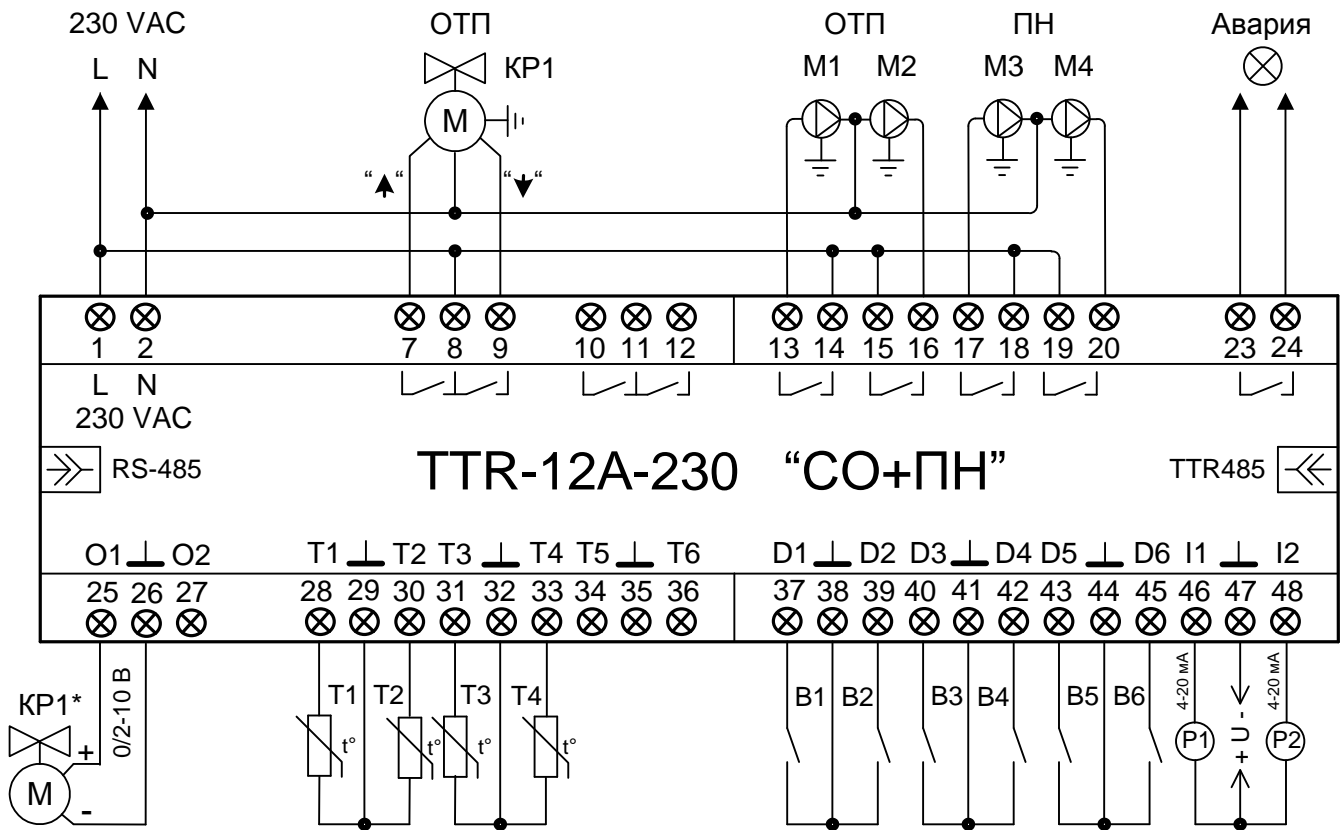 230 VAC ОТП ОТП ПН Авария
L N КР1 M1 M2 M3 M4
M
“ “ “ “
1 2 7 8 9 10 11 12 13 14 15 16 17 18 19 20 23 24
L N
230 VAC
RS-485 TTR-12A-230 “СО+ПН” TTR485
O1 O2 T1 T2 T3 T4 T5 T6 D1 D2 D3 D4 D5 D6 I1 I2
25 26 27 28 29 30 31 32 33 34 35 36 37 38 39 40 41 42 43 44 45 46 47 48
КР1* 0/2-10 В T1 T2 T3 T4 B1 B2 B3 B4 B5 B6 4-20 мА 4-20 мА
+ t° t° t° t° P1 + U - P2
M -